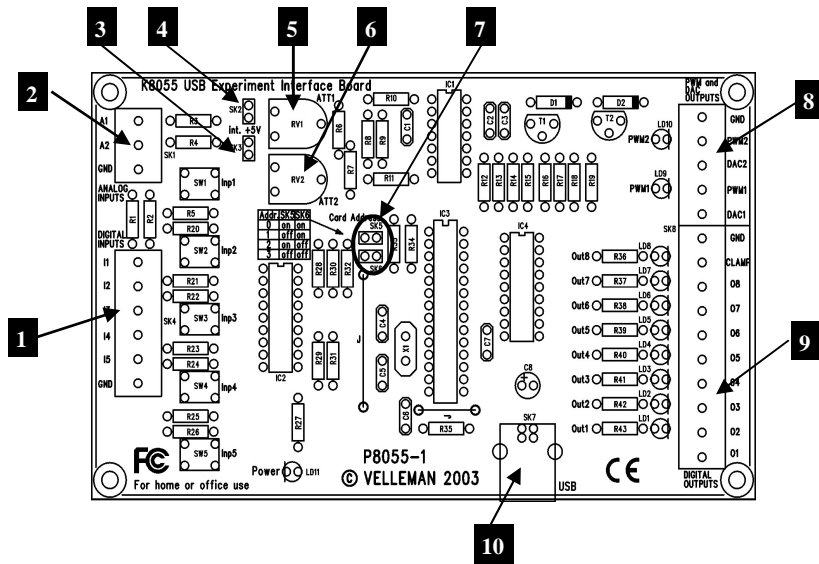 3
4
5
6
7
K8055 USB Experiment Interface Board
SK2
RV1
ATT1
R10
IC1
D1
D2
PWM and
DAC
OUTPUTS
2
A1
A2
GND
SK1
R3
R4
Int. +5V
SK3
RV2
ATT2
R6
R7
R8
R9
C1
R11
C2
C3
T1
T2
LD10
PWM2
LD9
PWM1
GND
PWM2
DAC2
PWM1
DAC1
8
ANALOG
INPUTS
R1
R2
DIGITAL
INPUTS
SW1
Inp1
R5
R20
SW2
Inp2
R21
R22
SW3
Inp3
R23
R24
SW4
Inp4
R25
R26
SW5
Inp5
I1
I2
I4
I5
GND
SK4
1
Addr. SK5 SK6
0 on on
1 off on
2 on off
3 off off
Card Address
SK5
R34
R28
R30
R32
R29
R31
IC2
R27
J
C4
C5
X1
C6
IC3
J
R35
R12
R13
R14
R15
R16
R17
R18
R19
IC4
C7
C8
SK7
SK8
Out8
R36
LD8
Out7
R37
LD7
Out6
R38
LD6
Out5
R39
LD5
Out4
R40
LD4
Out3
R41
LD3
Out2
R42
LD2
Out1
R43
LD1
GND
CLAMP
O8
O7
O6
O5
O3
O2
O1
DIGITAL
OUTPUTS
9
FC
For home or office use
Power
LD11
P8055-1
© VELLEMAN 2003
USB
CE
10